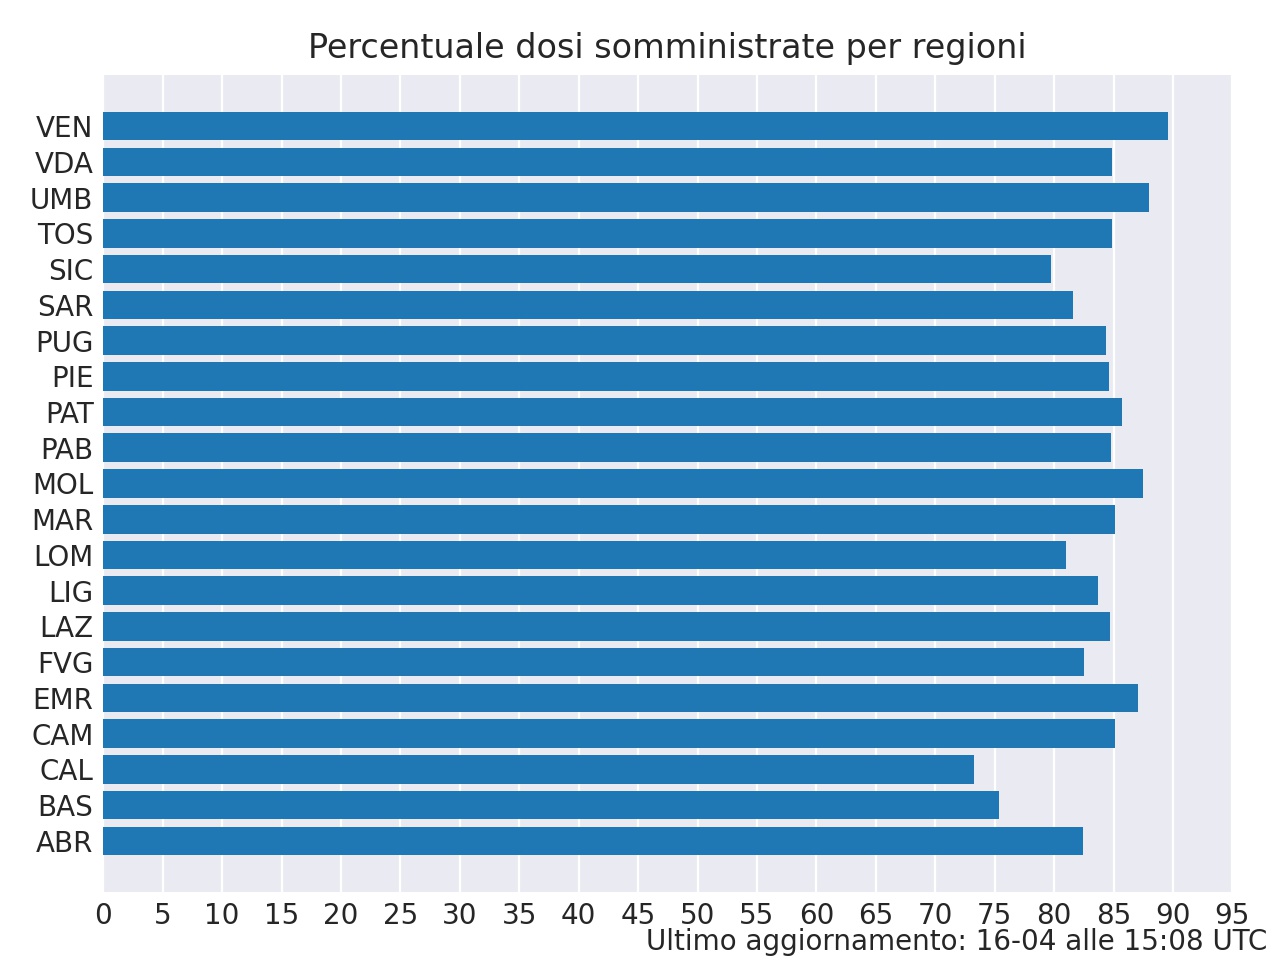 Percentuale dosi somministrate per regioni
VEN
VDA
UMB
TOS
SIC
SAR
PUG
PIE
PAT
PAB
MOL
MAR
LOM
LIG
LAZ
FVG
EMR
CAM
CAL
BAS
ABR
0 5 10 15 20 25 30 35 40 45 50 55 60 65 70 75 80 85 90 95
Ultimo aggiornamento: 16-04 alle 15:08 UTC